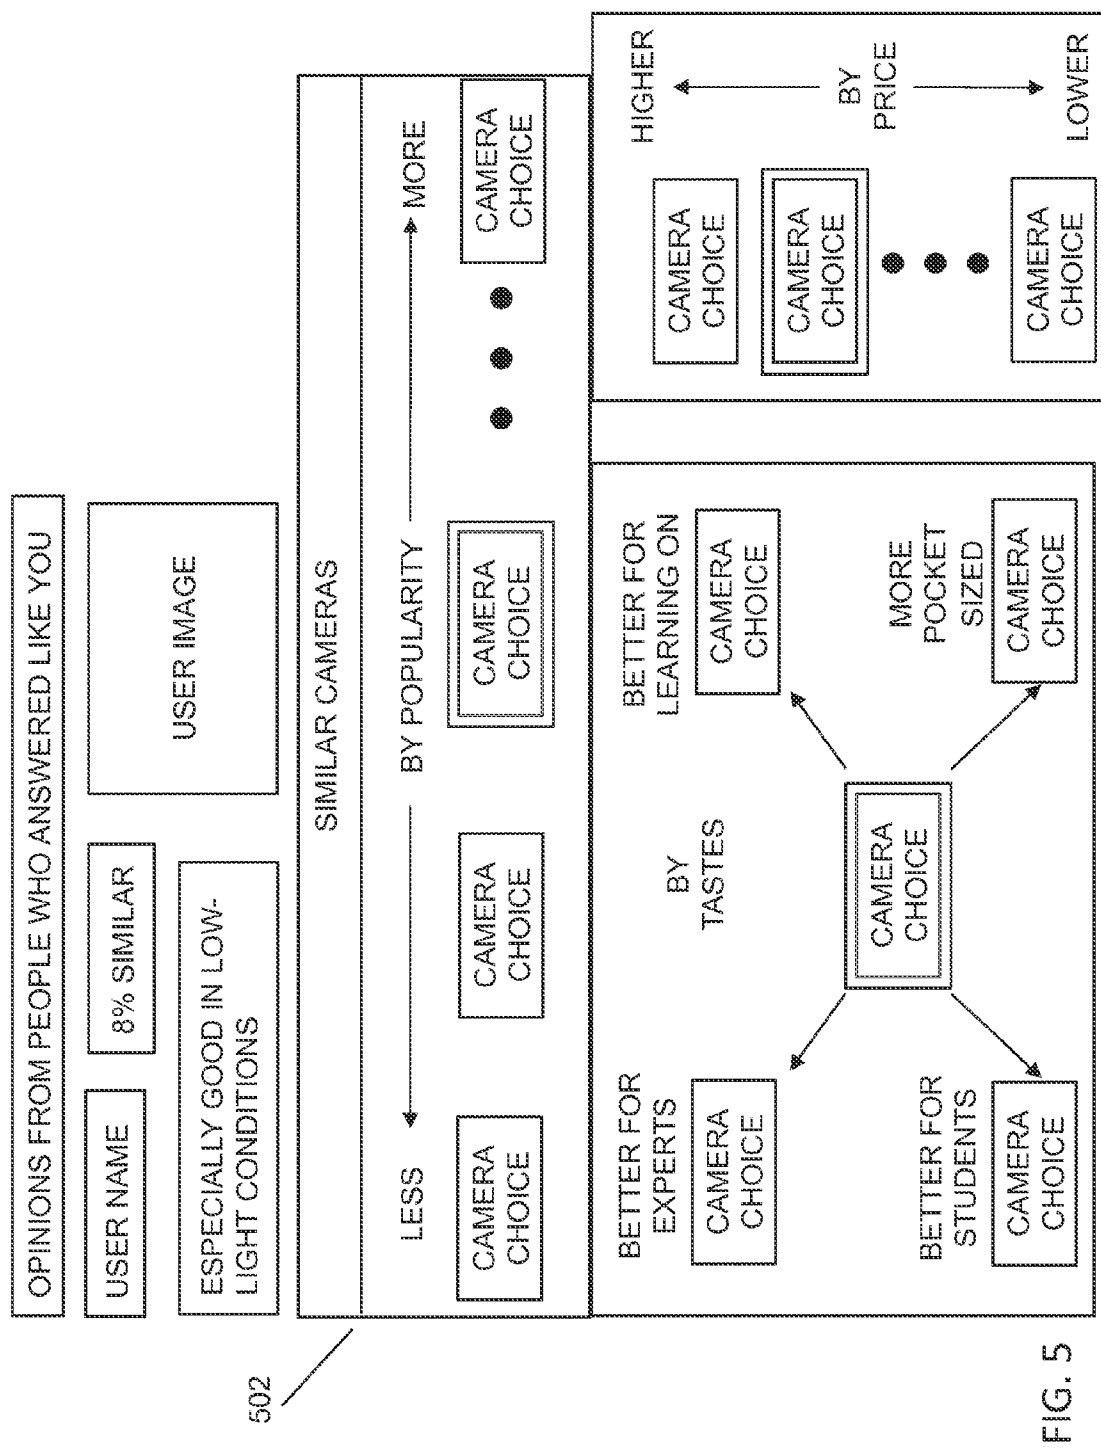 OPINIONS FROM PEOPLE WHO ANSWERED LIKE YOU
USER NAME
8% SIMILAR
USER IMAGE
ESPECIALLY GOOD IN LOW-
LIGHT CONDITIONS
502
SIMILAR CAMERAS
LESS
BY POPULARITY
MORE
CAMERA
CHOICE
CAMERA
CHOICE
CAMERA
CHOICE
CAMERA
CHOICE
BETTER FOR
EXPERTS
CAMERA
CHOICE
BY
TASTES
BETTER FOR
LEARNING ON
CAMERA
CHOICE
CAMERA
CHOICE
BETTER FOR
STUDENTS
CAMERA
CHOICE
MORE
POCKET
SIZED
CAMERA
CHOICE
HIGHER
BY
PRICE
LOWER
CAMERA
CHOICE
CAMERA
CHOICE
CAMERA
CHOICE
FIG. 5